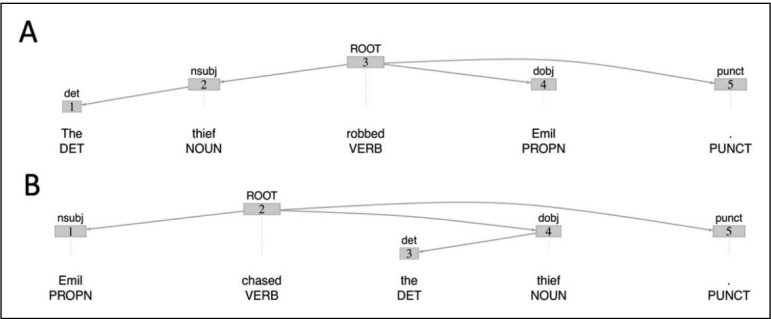 A
ROOT
3
nsubj
2
dobj
4
punct
5
det
1
The thief robbed Emil .
DET NOUN VERB PROPN PUNCT
B
ROOT
2
nsubj
1
dobj
4
punct
5
det
3
Emil chased the thief .
PROPN VERB DET NOUN PUNCT